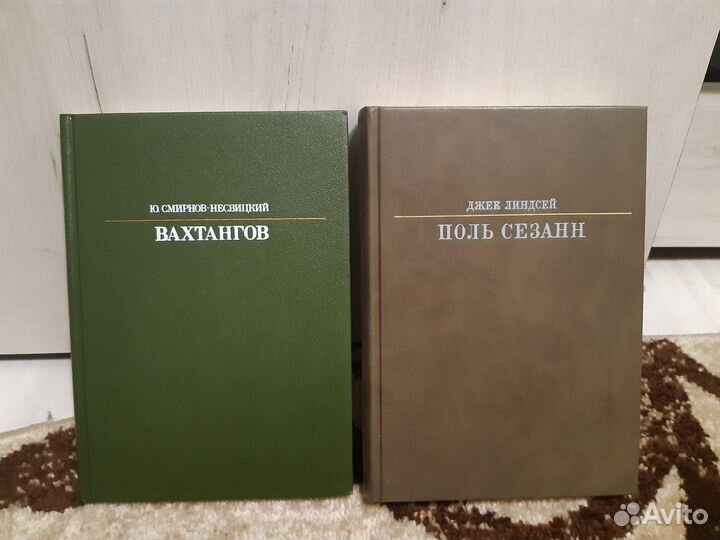 Ю. СМИРНОВ-НЕСВИЦКИЙ
ВАХТАНГОВ
ДЖЕК ЛИНДСЕЙ
ПОЛЬ СЕЗАНН
Avito